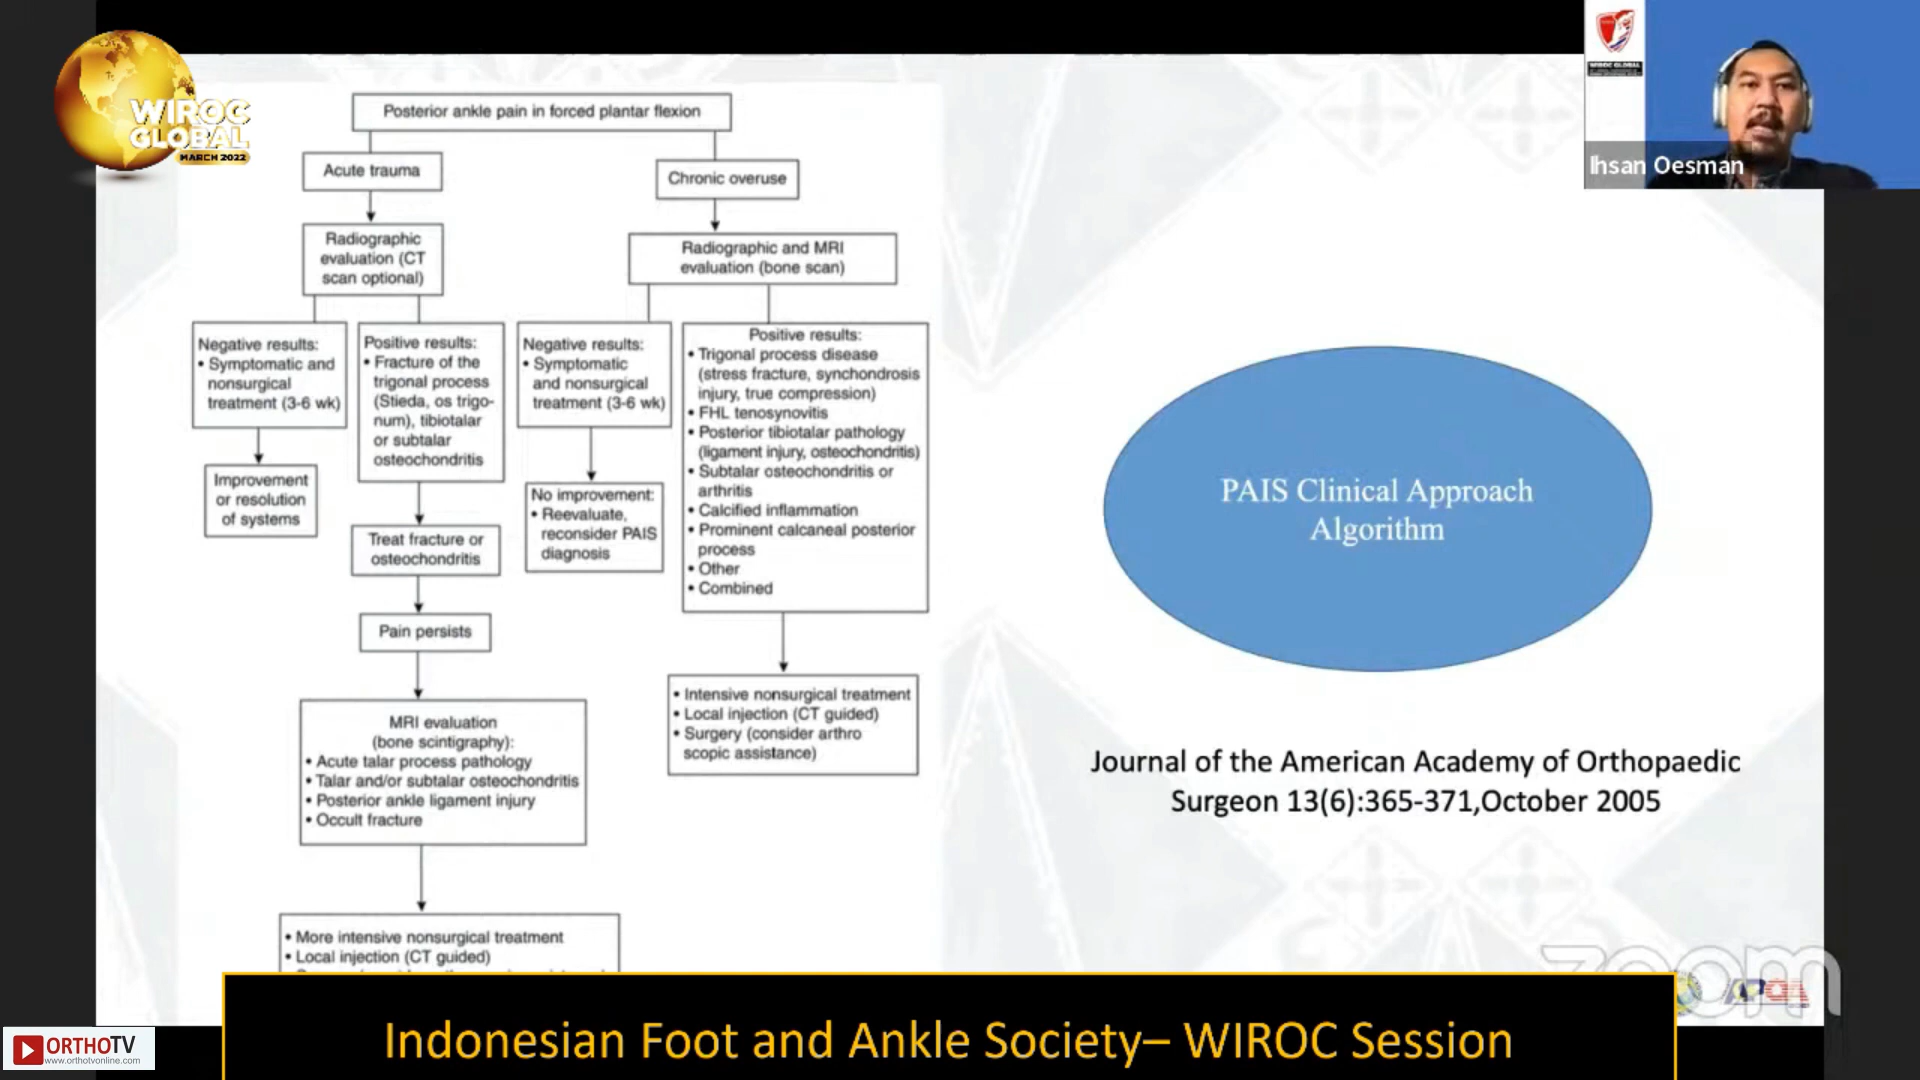 WIROC
GLOBAL
MARCH 2022
Posterior ankle pain in forced plantar flexion
Acute trauma
Chronic overuse
Radiographic
evaluation (CT
scan optional)
Radiographic and MRI
evaluation (bone scan)
Negative results:
• Symptomatic and
nonsurgical
treatment (3-6 wk)
Positive results:
• Fracture of the
trigonal process
(Stieda, os trigo-
num), tibiotalar
or subtalar
osteochondritis
Negative results:
• Symptomatic
and nonsurgical
treatment (3-6 wk)
Positive results:
• Trigonal process disease
(stress fracture, synchondrosis
injury, true compression)
• FHL tenosynovitis
• Posterior tibiotalar pathology
(ligament injury, osteochondritis)
• Subtalar osteochondritis or
arthritis
• Calcified inflammation
• Prominent calcaneal posterior
process
• Other
• Combined
Improvement
or resolution
of systems
Treat fracture or
osteochondritis
No improvement:
• Reevaluate,
reconsider PAIS
diagnosis
Pain persists
MRI evaluation
(bone scintigraphy):
• Acute talar process pathology
• Talar and/or subtalar osteochondritis
• Posterior ankle ligament injury
• Occult fracture
• Intensive nonsurgical treatment
• Local injection (CT guided)
• Surgery (consider arthro
scopic assistance)
• More intensive nonsurgical treatment
• Local injection (CT guided)
PAIS Clinical Approach
Algorithm
Journal of the American Academy of Orthopaedic
Surgeon 13(6):365-371,October 2005
WIROC GLOBAL
Ihsan Oesman
zoom
Indonesian Foot and Ankle Society– WIROC Session
ORTHOTV
www.orthotvonline.com